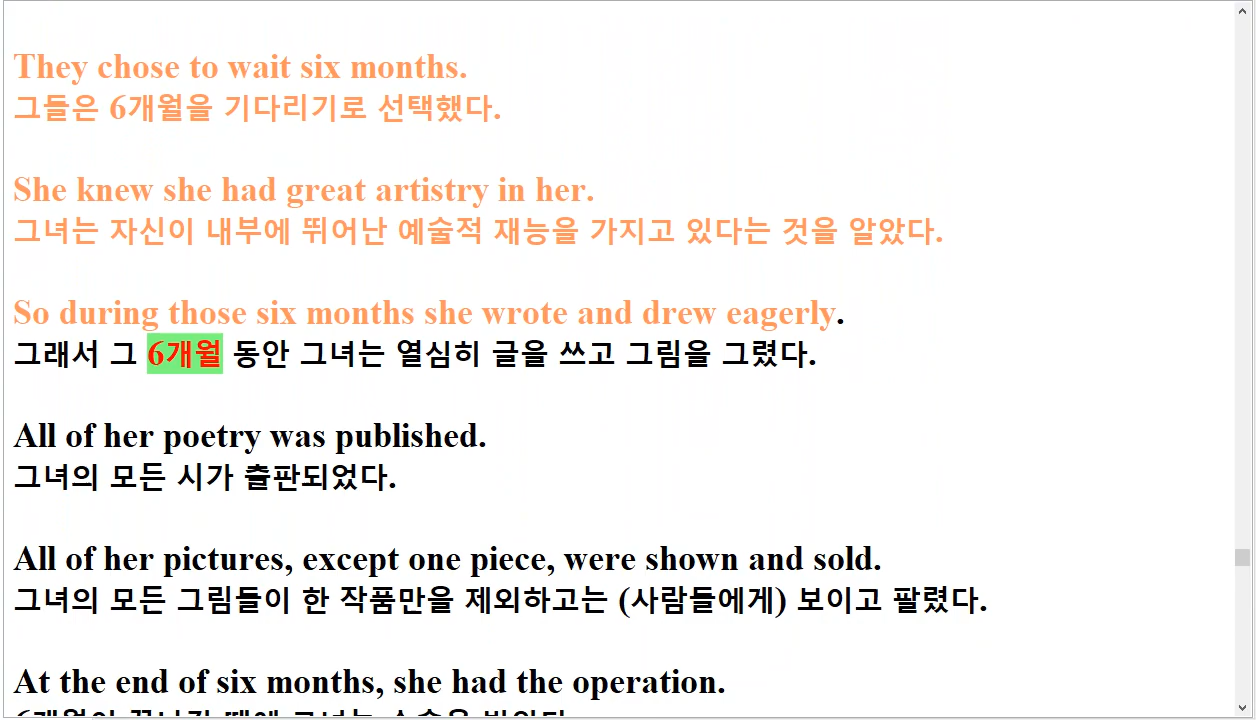 They chose to wait six months.
그들은 6개월을 기다리기로 선택했다.
She knew she had great artistry in her.
그녀는 자신이 내부에 뛰어난 예술적 재능을 가지고 있다는 것을 알았다.
So during those six months she wrote and drew eagerly.
그래서 그 6개월 동안 그녀는 열심히 글을 쓰고 그림을 그렸다.
All of her poetry was published.
그녀의 모든 시가 출판되었다.
All of her pictures, except one piece, were shown and sold.
그녀의 모든 그림들이 한 작품만을 제외하고는 (사람들에게) 보이고 팔렸다.
At the end of six months, she had the operation.